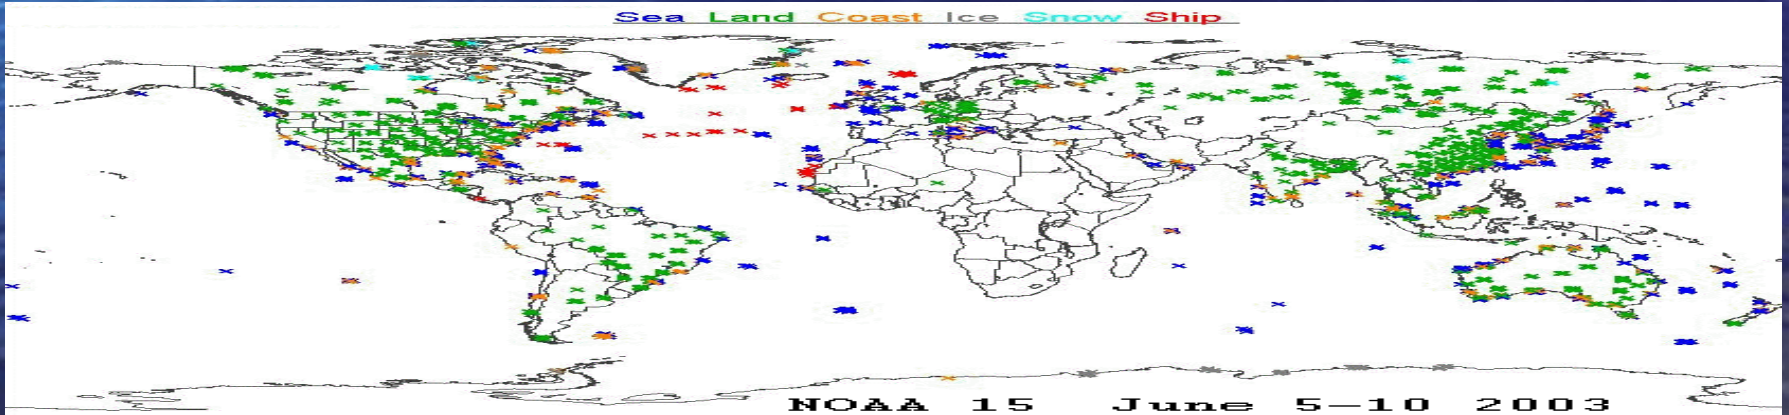 Sea Land Coast Ice Snow Ship
NOAA 15 June 5-10 2003